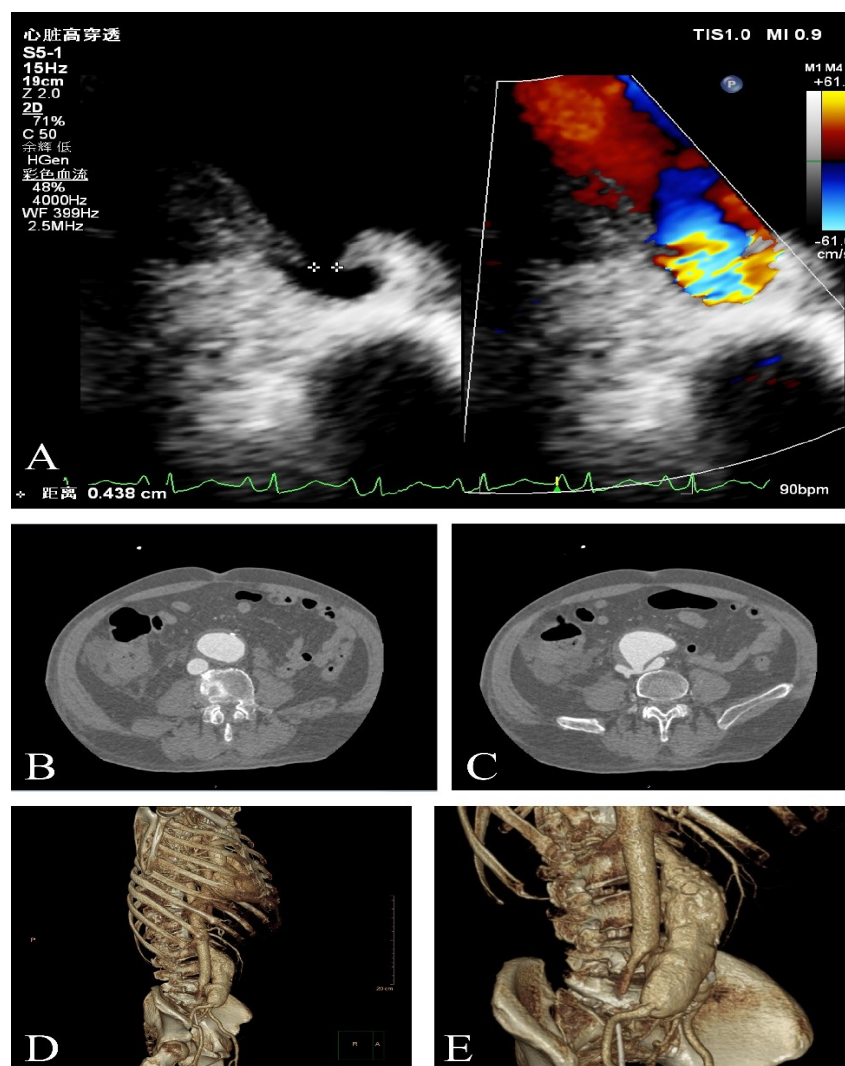 心脏高穿透
TIS1.0 MI 0.9
S5-1
15Hz
19cm
Z 2.0
2D
71%
C 50
余辉 低
HGen
彩色血流
48%
4000Hz
WF 399Hz
2.5MHz
P
M1 M4
+61.
-61.
cm/s
A
距离 0.438 cm
90bpm
B
C
P
20 cm
R A
D
E